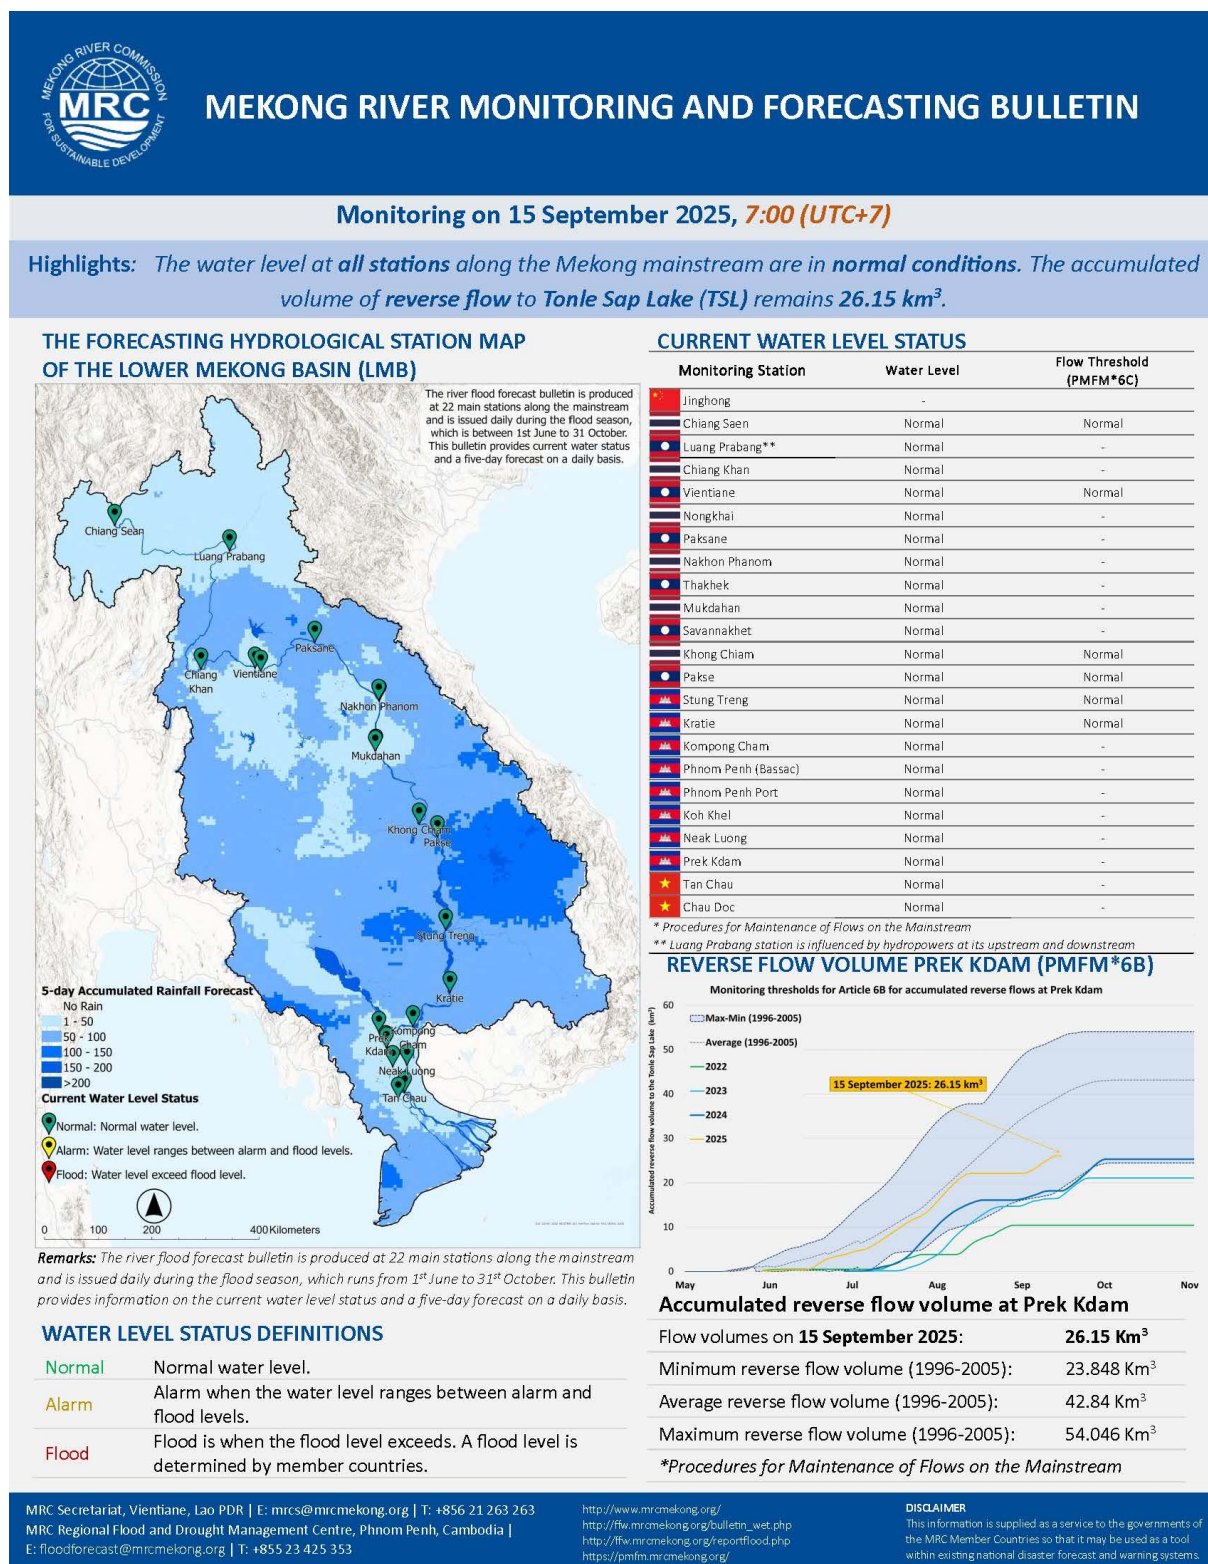 MEKONG RIVER COMMISSION
MRC
FOR SUSTAINABLE DEVELOPMENT
MEKONG RIVER MONITORING AND FORECASTING BULLETIN
Monitoring on 15 September 2025, 7:00 (UTC+7)
Highlights: The water level at all stations along the Mekong mainstream are in normal conditions. The accumulated
volume of reverse flow to Tonle Sap Lake (TSL) remains 26.15 km³.
THE FORECASTING HYDROLOGICAL STATION MAP
OF THE LOWER MEKONG BASIN (LMB)
The river flood forecast bulletin is produced
at 22 main stations along the mainstream
and is issued daily during the flood season,
which is between 1st June to 31 October.
This bulletin provides current water status
and a five-day forecast on a daily basis.
Chiang Sean
Luang Prabang
Paksane
Chiang
Khan
Vientiane
Nakhon Phanom
Mukdahan
Khong Chiam
Pakse
Stung Treng
Kratie
Kompong
Cham
Prek
Kdam
Neak Luong
Tan Chau
5-day Accumulated Rainfall Forecast
No Rain
1 - 50
50 - 100
100 - 150
150 - 200
>200
Current Water Level Status
Normal: Normal water level.
Alarm: Water level ranges between alarm and flood levels.
Flood: Water level exceed flood level.
0 100 200 400 Kilometers
Remarks: The river flood forecast bulletin is produced at 22 main stations along the mainstream
and is issued daily during the flood season, which runs from 1st June to 31st October. This bulletin
provides information on the current water level status and a five-day forecast on a daily basis.
WATER LEVEL STATUS DEFINITIONS
Normal Normal water level.
Alarm Alarm when the water level ranges between alarm and
flood levels.
Flood Flood is when the flood level exceeds. A flood level is
determined by member countries.
CURRENT WATER LEVEL STATUS
Monitoring Station Water Level Flow Threshold
(PMFM*6C)
Jinghong -
Chiang Saen Normal Normal
Luang Prabang** Normal -
Chiang Khan Normal -
Vientiane Normal Normal
Nongkhai Normal -
Paksane Normal -
Nakhon Phanom Normal -
Thakhek Normal -
Mukdahan Normal -
Savannakhet Normal -
Khong Chiam Normal Normal
Pakse Normal Normal
Stung Treng Normal Normal
Kratie Normal Normal
Kompong Cham Normal -
Phnom Penh (Bassac) Normal -
Phnom Penh Port Normal -
Koh Khel Normal -
Neak Luong Normal -
Prek Kdam Normal -
Tan Chau Normal -
Chau Doc Normal -
* Procedures for Maintenance of Flows on the Mainstream
** Luang Prabang station is influenced by hydropowers at its upstream and downstream
REVERSE FLOW VOLUME PREK KDAM (PMFM*6B)
Monitoring thresholds for Article 6B for accumulated reverse flows at Prek Kdam
Accumulated reverse flow volume to the Tonle Sap Lake (km³)
60
50
40
30
20
10
0
Max-Min (1996-2005)
Average (1996-2005)
2022
2023
2024
2025
15 September 2025: 26.15 km³
May Jun Jul Aug Sep Oct Nov
Accumulated reverse flow volume at Prek Kdam
Flow volumes on 15 September 2025: 26.15 Km³
Minimum reverse flow volume (1996-2005): 23.848 Km³
Average reverse flow volume (1996-2005): 42.84 Km³
Maximum reverse flow volume (1996-2005): 54.046 Km³
*Procedures for Maintenance of Flows on the Mainstream
MRC Secretariat, Vientiane, Lao PDR | E: mrcs@mrcmekong.org | T: +856 21 263 263
MRC Regional Flood and Drought Management Centre, Phnom Penh, Cambodia |
E: floodforecast@mrcmekong.org | T: +855 23 425 353
http://www.mrcmekong.org/
http://ffw.mrcmekong.org/bulletin_wet.php
http://ffw.mrcmekong.org/reportflood.php
https://pmfm.mrcmekong.org/
DISCLAIMER
This information is supplied as a service to the governments of
the MRC Member Countries so that it may be used as a tool
within existing national disaster forecast and warning systems.